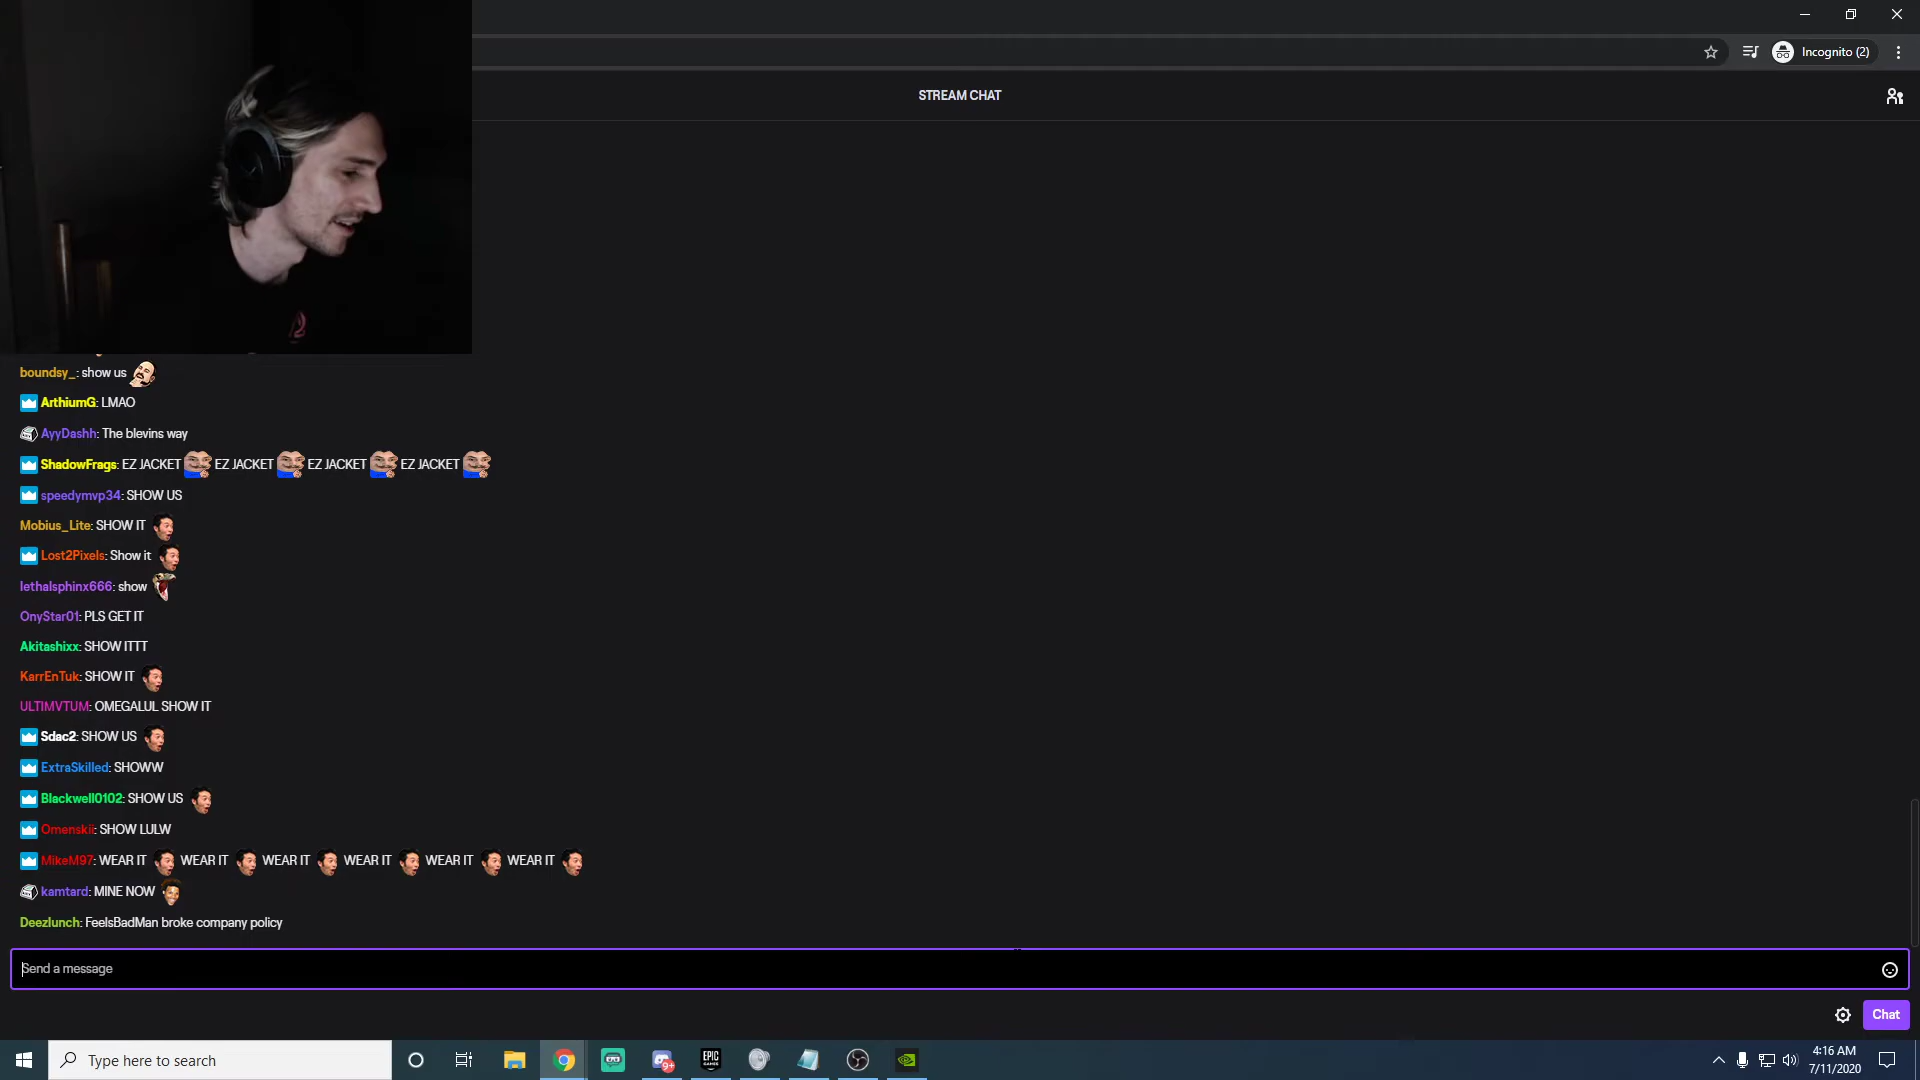 Incognito (2)
STREAM CHAT
boundsy_: show us
ArthiumG: LMAO
AyyDashh: The blevins way
ShadowFrags: EZ JACKET EZ JACKET EZ JACKET EZ JACKET
speedymvp34: SHOW US
Mobius_Lite: SHOW IT
Lost2Pixels: Show it
lethalsphinx666: show
OnyStar01: PLS GET IT
Akitashixx: SHOW ITTT
KarrEnTuk: SHOW IT
ULTIMVTUM: OMEGALUL SHOW IT
Sdac2: SHOW US
ExtraSkilled: SHOWW
Blackwell0102: SHOW US
Omenskii: SHOW LULW
MikeM97: WEAR IT WEAR IT WEAR IT WEAR IT WEAR IT WEAR IT
kamtard: MINE NOW
Deezlunch: FeelsBadMan broke company policy
Send a message
Chat
Type here to search
9+
EPIC
GAMES
4:16 AM
7/11/2020